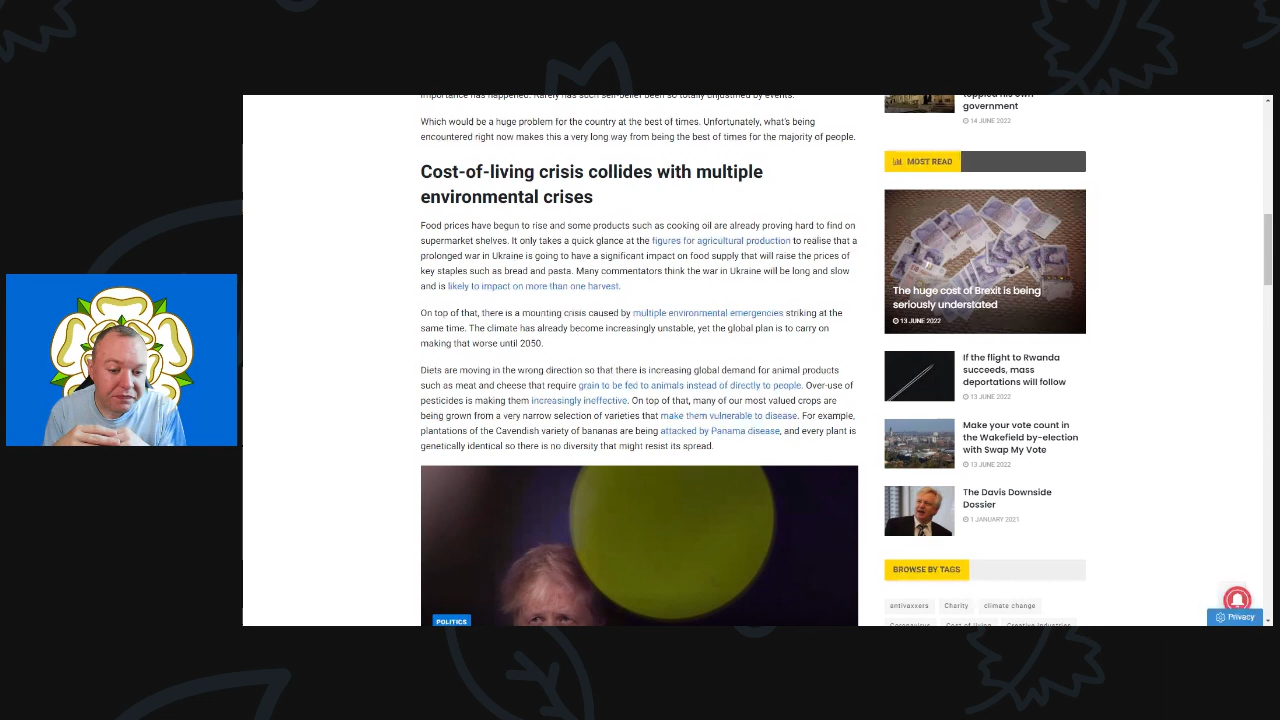 importance has happened. Rarely has such self-belief been so totally unjustified by events.
Which would be a huge problem for the country at the best of times. Unfortunately, what's being
encountered right now makes this a very long way from being the best of times for the majority of people.
Cost-of-living crisis collides with multiple
environmental crises
Food prices have begun to rise and some products such as cooking oil are already proving hard to find on
supermarket shelves. It only takes a quick glance at the figures for agricultural production to realise that a
prolonged war in Ukraine is going to have a significant impact on food supply that will raise the prices of
key staples such as bread and pasta. Many commentators think the war in Ukraine will be long and slow
and is likely to impact on more than one harvest.
On top of that, there is a mounting crisis caused by multiple environmental emergencies striking at the
same time. The climate has already become increasingly unstable, yet the global plan is to carry on
making that worse until 2050.
Diets are moving in the wrong direction so that there is increasing global demand for animal products
such as meat and cheese that require grain to be fed to animals instead of directly to people. Over-use of
pesticides is making them increasingly ineffective. On top of that, many of our most valued crops are
being grown from a very narrow selection of varieties that make them vulnerable to disease. For example,
plantations of the Cavendish variety of bananas are being attacked by Panama disease, and every plant is
genetically identical so there is no diversity that might resist its spread.
POLITICS
toppled his own
government
14 JUNE 2022
MOST READ
The huge cost of Brexit is being
seriously understated
13 JUNE 2022
If the flight to Rwanda
succeeds, mass
deportations will follow
13 JUNE 2022
Make your vote count in
the Wakefield by-election
with Swap My Vote
13 JUNE 2022
The Davis Downside
Dossier
1 JANUARY 2021
BROWSE BY TAGS
antivaxxers Charity climate change
Coronavirus Cost of living Creative industries
Privacy